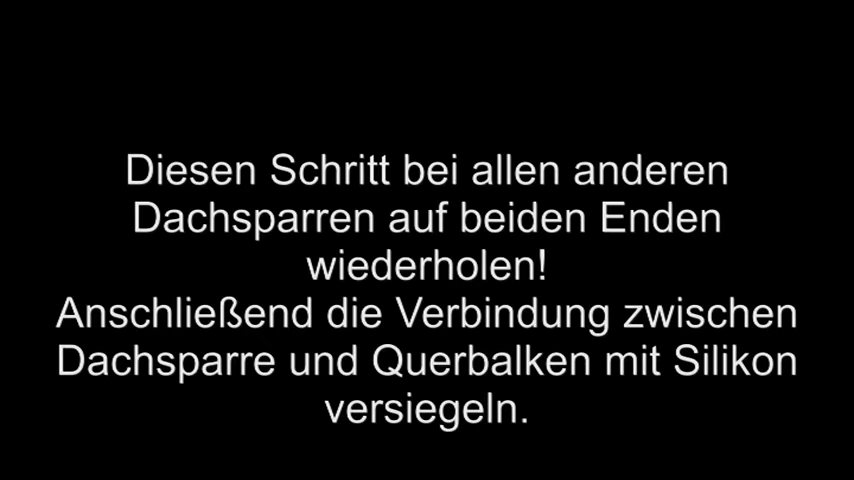 Diesen Schritt bei allen anderen
Dachsparren auf beiden Enden
wiederholen!
Anschließend die Verbindung zwischen
Dachsparre und Querbalken mit Silikon
versiegeln.